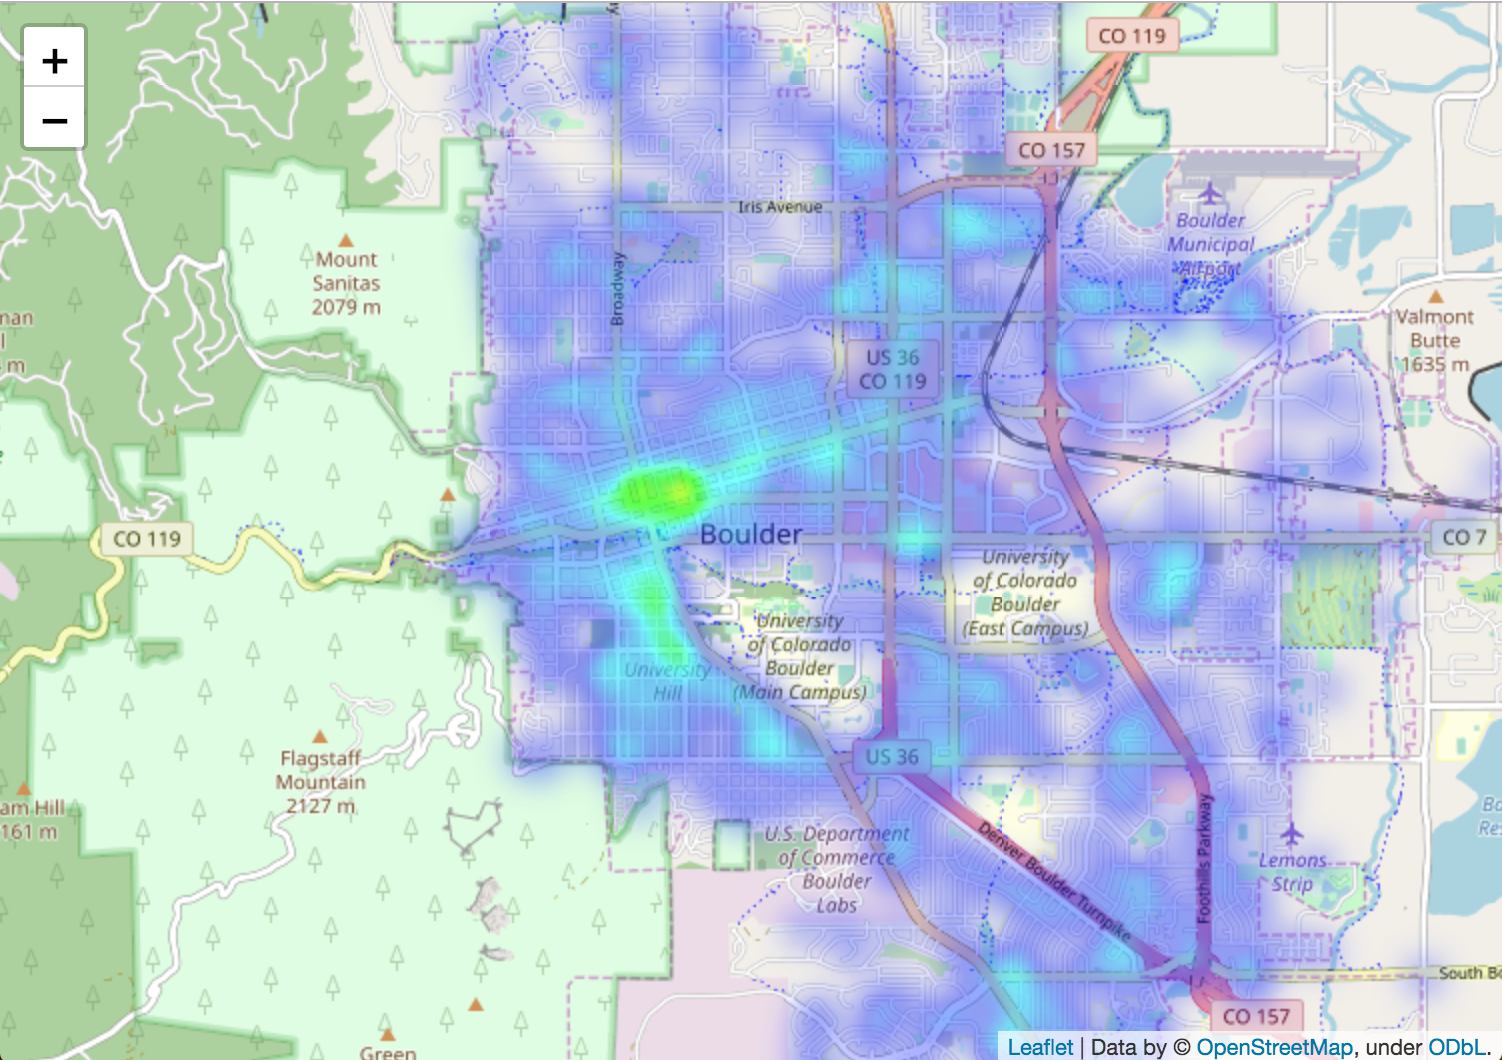 +
−
CO 119
CO 157
Iris Avenue
Boulder
Municipal
Airport
Mount
Sanitas
2079 m
Broadway
Valmont
Butte
1635 m
m
US 36
CO 119
CO 119
Boulder
CO 7
University
of Colorado
Boulder
(East Campus)
University
of Colorado
Boulder
(Main Campus)
University
Hill
Flagstaff
Mountain
2127 m
am Hill
161 m
US 36
U.S. Department
of Commerce
Boulder
Labs
Denver Boulder Turnpike
Foothills Parkway
Lemons
Strip
South Bo
CO 157
Green
Leaflet | Data by © OpenStreetMap, under ODbL.